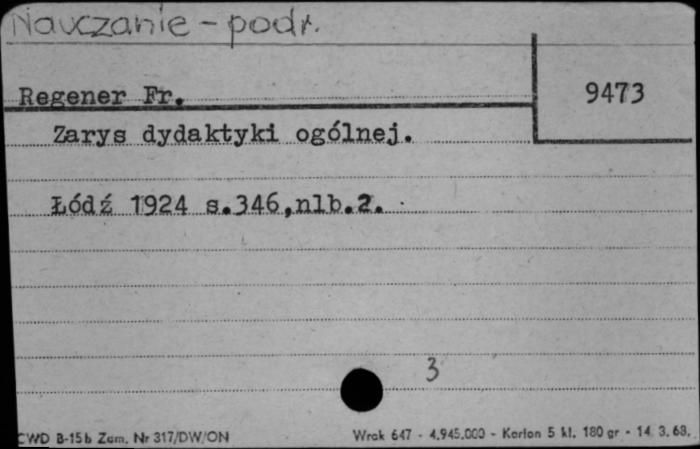 Nauczanie - podr.
9473
Regener Fr.
Zarys dydaktyki ogólnej.
Łódź 1924 s.346,nlb.2.
3
CWD B-15b Zam. Nr 317/DW/ON
Wrak 647 - 4.945.000 - Karton 5 kl. 180 gr - 14. 3. 63.